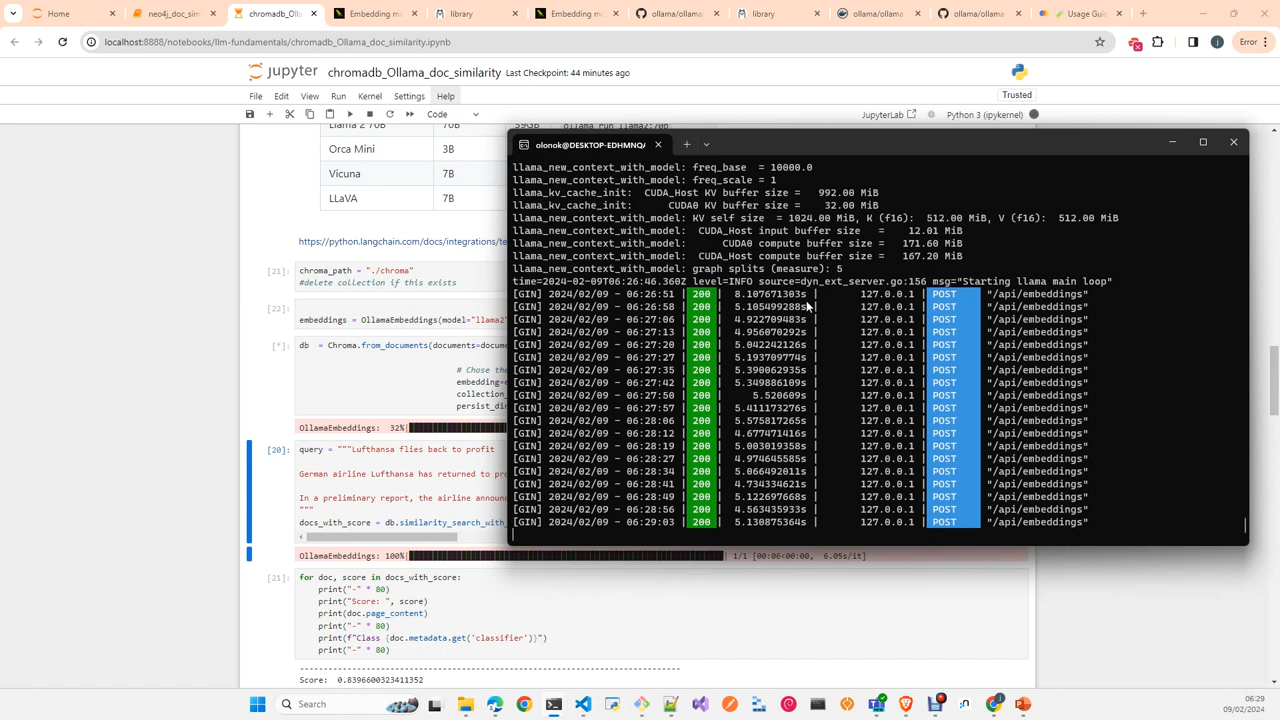 Home
neo4j_doc_sim
chromadb_Oll
Embedding m
library
Embedding m
ollama/ollama
library
ollama/ollam
ollama/ollama
Usage Gui
localhost:8888/notebooks/llm-fundamentals/chromadb_Ollama_doc_similarity.ipynb
Error
jupyter chromadb_Ollama_doc_similarity Last Checkpoint: 44 minutes ago
File Edit View Run Kernel Settings Help
Trusted
Code
JupyterLab
Python 3 (ipykernel)
Llama 2 70B 70B 39GB ollama run llama2:70b
Orca Mini 3B
Vicuna 7B
LLaVA 7B
https://python.langchain.com/docs/integrations/te
[21]: chroma_path = "./chroma"
#delete collection if this exists
[22]:
embeddings = OllamaEmbeddings(model="llama2"
[*]: db = Chroma.from_documents(documents=docume
# Chose the
embedding=e
collection_
persist_di
OllamaEmbeddings: 32%|
[20]: query = """Lufthansa flies back to profit
German airline Lufthansa has returned to pro
In a preliminary report, the airline announc
"""
docs_with_score = db.similarity_search_with_
OllamaEmbeddings: 100%| | 1/1 [00:06<00:00, 6.05s/it]
[21]: for doc, score in docs_with_score:
print("-" * 80)
print("Score: ", score)
print(doc.page_content)
print("-" * 80)
print(f"Class {doc.metadata.get('classifier')}")
print("-" * 80)
--------------------------------------------------------------------------------
Score: 0.8396600323411352
olonok@DESKTOP-EDHMNQA
llama_new_context_with_model: freq_base = 10000.0
llama_new_context_with_model: freq_scale = 1
llama_kv_cache_init: CUDA_Host KV buffer size = 992.00 MiB
llama_kv_cache_init: CUDA0 KV buffer size = 32.00 MiB
llama_new_context_with_model: KV self size = 1024.00 MiB, K (f16): 512.00 MiB, V (f16): 512.00 MiB
llama_new_context_with_model: CUDA_Host input buffer size = 12.01 MiB
llama_new_context_with_model: CUDA0 compute buffer size = 171.60 MiB
llama_new_context_with_model: CUDA_Host compute buffer size = 167.20 MiB
llama_new_context_with_model: graph splits (measure): 5
time=2024-02-09T06:26:46.360Z level=INFO source=dyn_ext_server.go:156 msg="Starting llama main loop"
[GIN] 2024/02/09 - 06:26:51 | 200 | 8.107671303s | 127.0.0.1 | POST "/api/embeddings"
[GIN] 2024/02/09 - 06:26:58 | 200 | 5.105499288s | 127.0.0.1 | POST "/api/embeddings"
[GIN] 2024/02/09 - 06:27:06 | 200 | 4.922709483s | 127.0.0.1 | POST "/api/embeddings"
[GIN] 2024/02/09 - 06:27:13 | 200 | 4.956070292s | 127.0.0.1 | POST "/api/embeddings"
[GIN] 2024/02/09 - 06:27:20 | 200 | 5.042242126s | 127.0.0.1 | POST "/api/embeddings"
[GIN] 2024/02/09 - 06:27:27 | 200 | 5.193709774s | 127.0.0.1 | POST "/api/embeddings"
[GIN] 2024/02/09 - 06:27:35 | 200 | 5.390062935s | 127.0.0.1 | POST "/api/embeddings"
[GIN] 2024/02/09 - 06:27:42 | 200 | 5.349886109s | 127.0.0.1 | POST "/api/embeddings"
[GIN] 2024/02/09 - 06:27:50 | 200 | 5.520609s | 127.0.0.1 | POST "/api/embeddings"
[GIN] 2024/02/09 - 06:27:57 | 200 | 5.411173276s | 127.0.0.1 | POST "/api/embeddings"
[GIN] 2024/02/09 - 06:28:04 | 200 | 5.575817265s | 127.0.0.1 | POST "/api/embeddings"
[GIN] 2024/02/09 - 06:28:12 | 200 | 4.677471416s | 127.0.0.1 | POST "/api/embeddings"
[GIN] 2024/02/09 - 06:28:19 | 200 | 5.003019358s | 127.0.0.1 | POST "/api/embeddings"
[GIN] 2024/02/09 - 06:28:27 | 200 | 4.974645585s | 127.0.0.1 | POST "/api/embeddings"
[GIN] 2024/02/09 - 06:28:34 | 200 | 5.066492011s | 127.0.0.1 | POST "/api/embeddings"
[GIN] 2024/02/09 - 06:28:41 | 200 | 4.734334621s | 127.0.0.1 | POST "/api/embeddings"
[GIN] 2024/02/09 - 06:28:49 | 200 | 5.122697668s | 127.0.0.1 | POST "/api/embeddings"
[GIN] 2024/02/09 - 06:28:56 | 200 | 4.563435933s | 127.0.0.1 | POST "/api/embeddings"
[GIN] 2024/02/09 - 06:29:03 | 200 | 5.130875364s | 127.0.0.1 | POST "/api/embeddings"
Search
06:29
09/02/2024